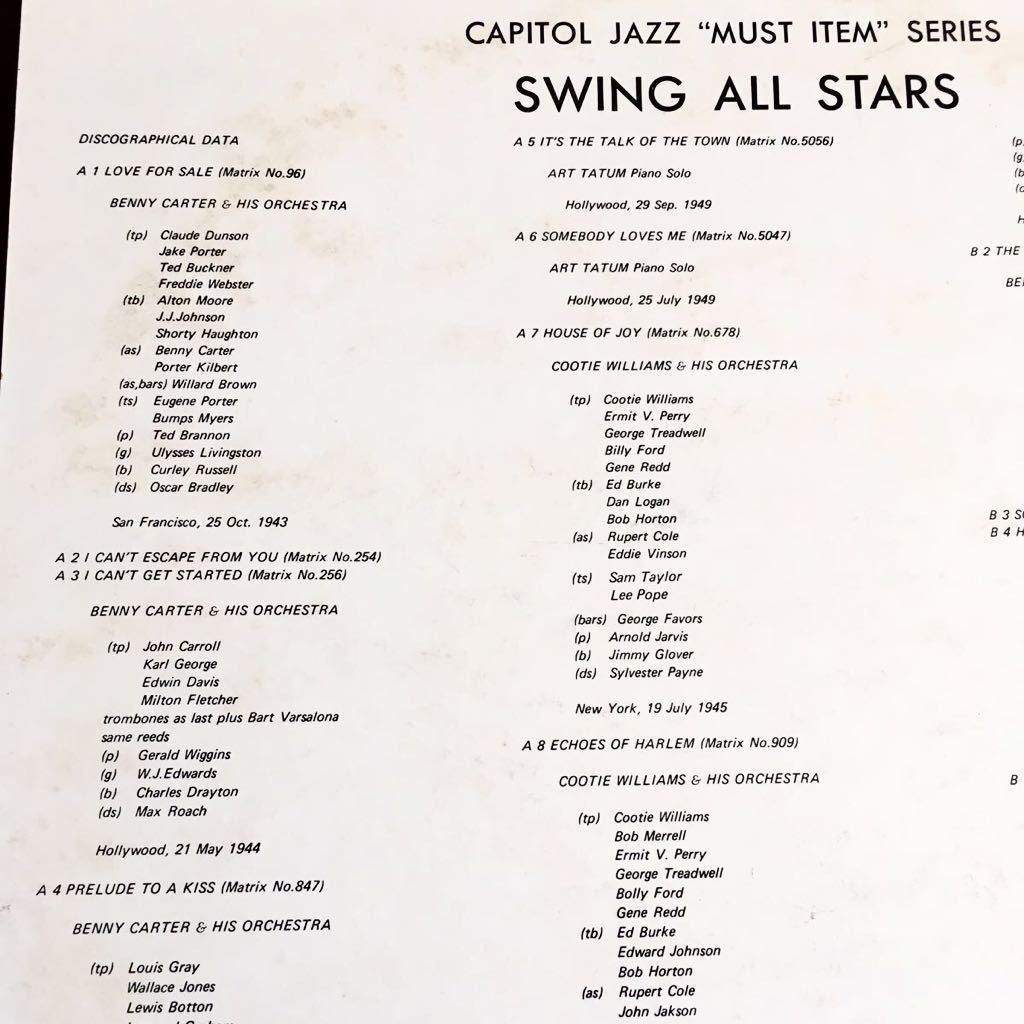 CAPITOL JAZZ "MUST ITEM" SERIES
SWING ALL STARS
DISCOGRAPHICAL DATA
A 1 LOVE FOR SALE (Matrix No.96)
BENNY CARTER & HIS ORCHESTRA
(tp) Claude Dunson
Jake Porter
Ted Buckner
Freddie Webster
(tb) Alton Moore
J.J.Johnson
Shorty Haughton
(as) Benny Carter
Porter Kilbert
(as,bars) Willard Brown
(ts) Eugene Porter
Bumps Myers
(p) Ted Brannon
(g) Ulysses Livingston
(b) Curley Russell
(ds) Oscar Bradley
San Francisco, 25 Oct. 1943
A 2 I CAN'T ESCAPE FROM YOU (Matrix No.254)
A 3 I CAN'T GET STARTED (Matrix No.256)
BENNY CARTER & HIS ORCHESTRA
(tp) John Carroll
Karl George
Edwin Davis
Milton Fletcher
trombones as last plus Bart Varsalona
same reeds
(p) Gerald Wiggins
(g) W.J.Edwards
(b) Charles Drayton
(ds) Max Roach
Hollywood, 21 May 1944
A 4 PRELUDE TO A KISS (Matrix No.847)
BENNY CARTER & HIS ORCHESTRA
(tp) Louis Gray
Wallace Jones
Lewis Botton
A 5 IT'S THE TALK OF THE TOWN (Matrix No.5056)
ART TATUM Piano Solo
Hollywood, 29 Sep. 1949
A 6 SOMEBODY LOVES ME (Matrix No.5047)
ART TATUM Piano Solo
Hollywood, 25 July 1949
A 7 HOUSE OF JOY (Matrix No.678)
COOTIE WILLIAMS & HIS ORCHESTRA
(tp) Cootie Williams
Ermit V. Perry
George Treadwell
Billy Ford
Gene Redd
(tb) Ed Burke
Dan Logan
Bob Horton
(as) Rupert Cole
Eddie Vinson
(ts) Sam Taylor
Lee Pope
(bars) George Favors
(p) Arnold Jarvis
(b) Jimmy Glover
(ds) Sylvester Payne
New York, 19 July 1945
A 8 ECHOES OF HARLEM (Matrix No.909)
COOTIE WILLIAMS & HIS ORCHESTRA
(tp) Cootie Williams
Bob Merrell
Ermit V. Perry
George Treadwell
Bolly Ford
Gene Redd
(tb) Ed Burke
Edward Johnson
Bob Horton
(as) Rupert Cole
John Jakson
B 2 THE
B 3
B 4
B